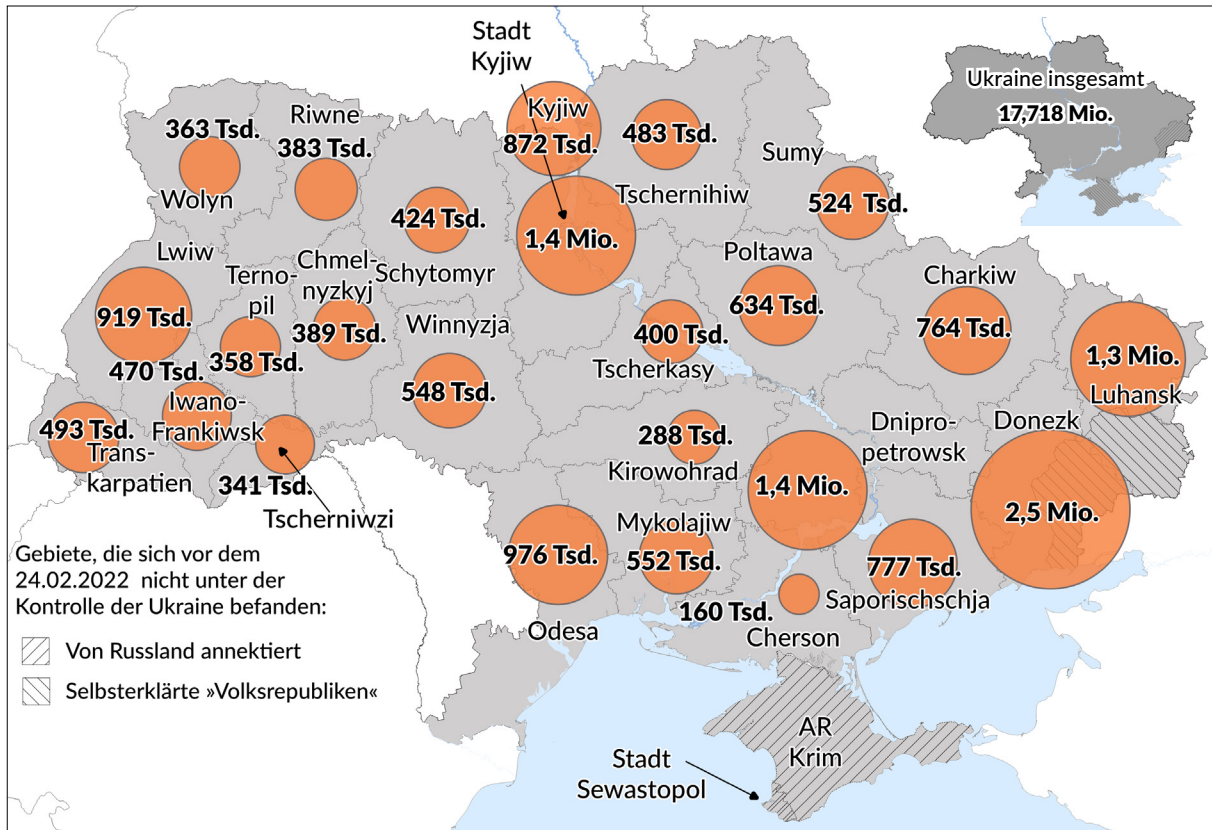 Stadt
Kyjiw
Ukraine insgesamt
17,718 Mio.
Riwne
383 Tsd.
363 Tsd.
Wolyn
Kyjiw
872 Tsd.
483 Tsd.
Tschernihiw
Sumy
524 Tsd.
424 Tsd.
Schytomyr
1,4 Mio.
Lwiw
919 Tsd.
Terno-
pil
358 Tsd.
Chmel-
nyzkyj
389 Tsd.
Winnyzja
548 Tsd.
Poltawa
634 Tsd.
Charkiw
764 Tsd.
400 Tsd.
Tscherkasy
1,3 Mio.
Luhansk
470 Tsd.
Iwano-
Frankiwsk
493 Tsd.
Trans-
karpatien
341 Tsd.
Tscherniwzi
288 Tsd.
Kirowohrad
Dnipro-
petrowsk
1,4 Mio.
Donezk
2,5 Mio.
976 Tsd.
Odesa
Mykolajiw
552 Tsd.
777 Tsd.
Saporischschja
160 Tsd.
Cherson
Gebiete, die sich vor dem
24.02.2022 nicht unter der
Kontrolle der Ukraine befanden:
Von Russland annektiert
Selbsterklärte »Volksrepubliken«
AR
Krim
Stadt
Sewastopol